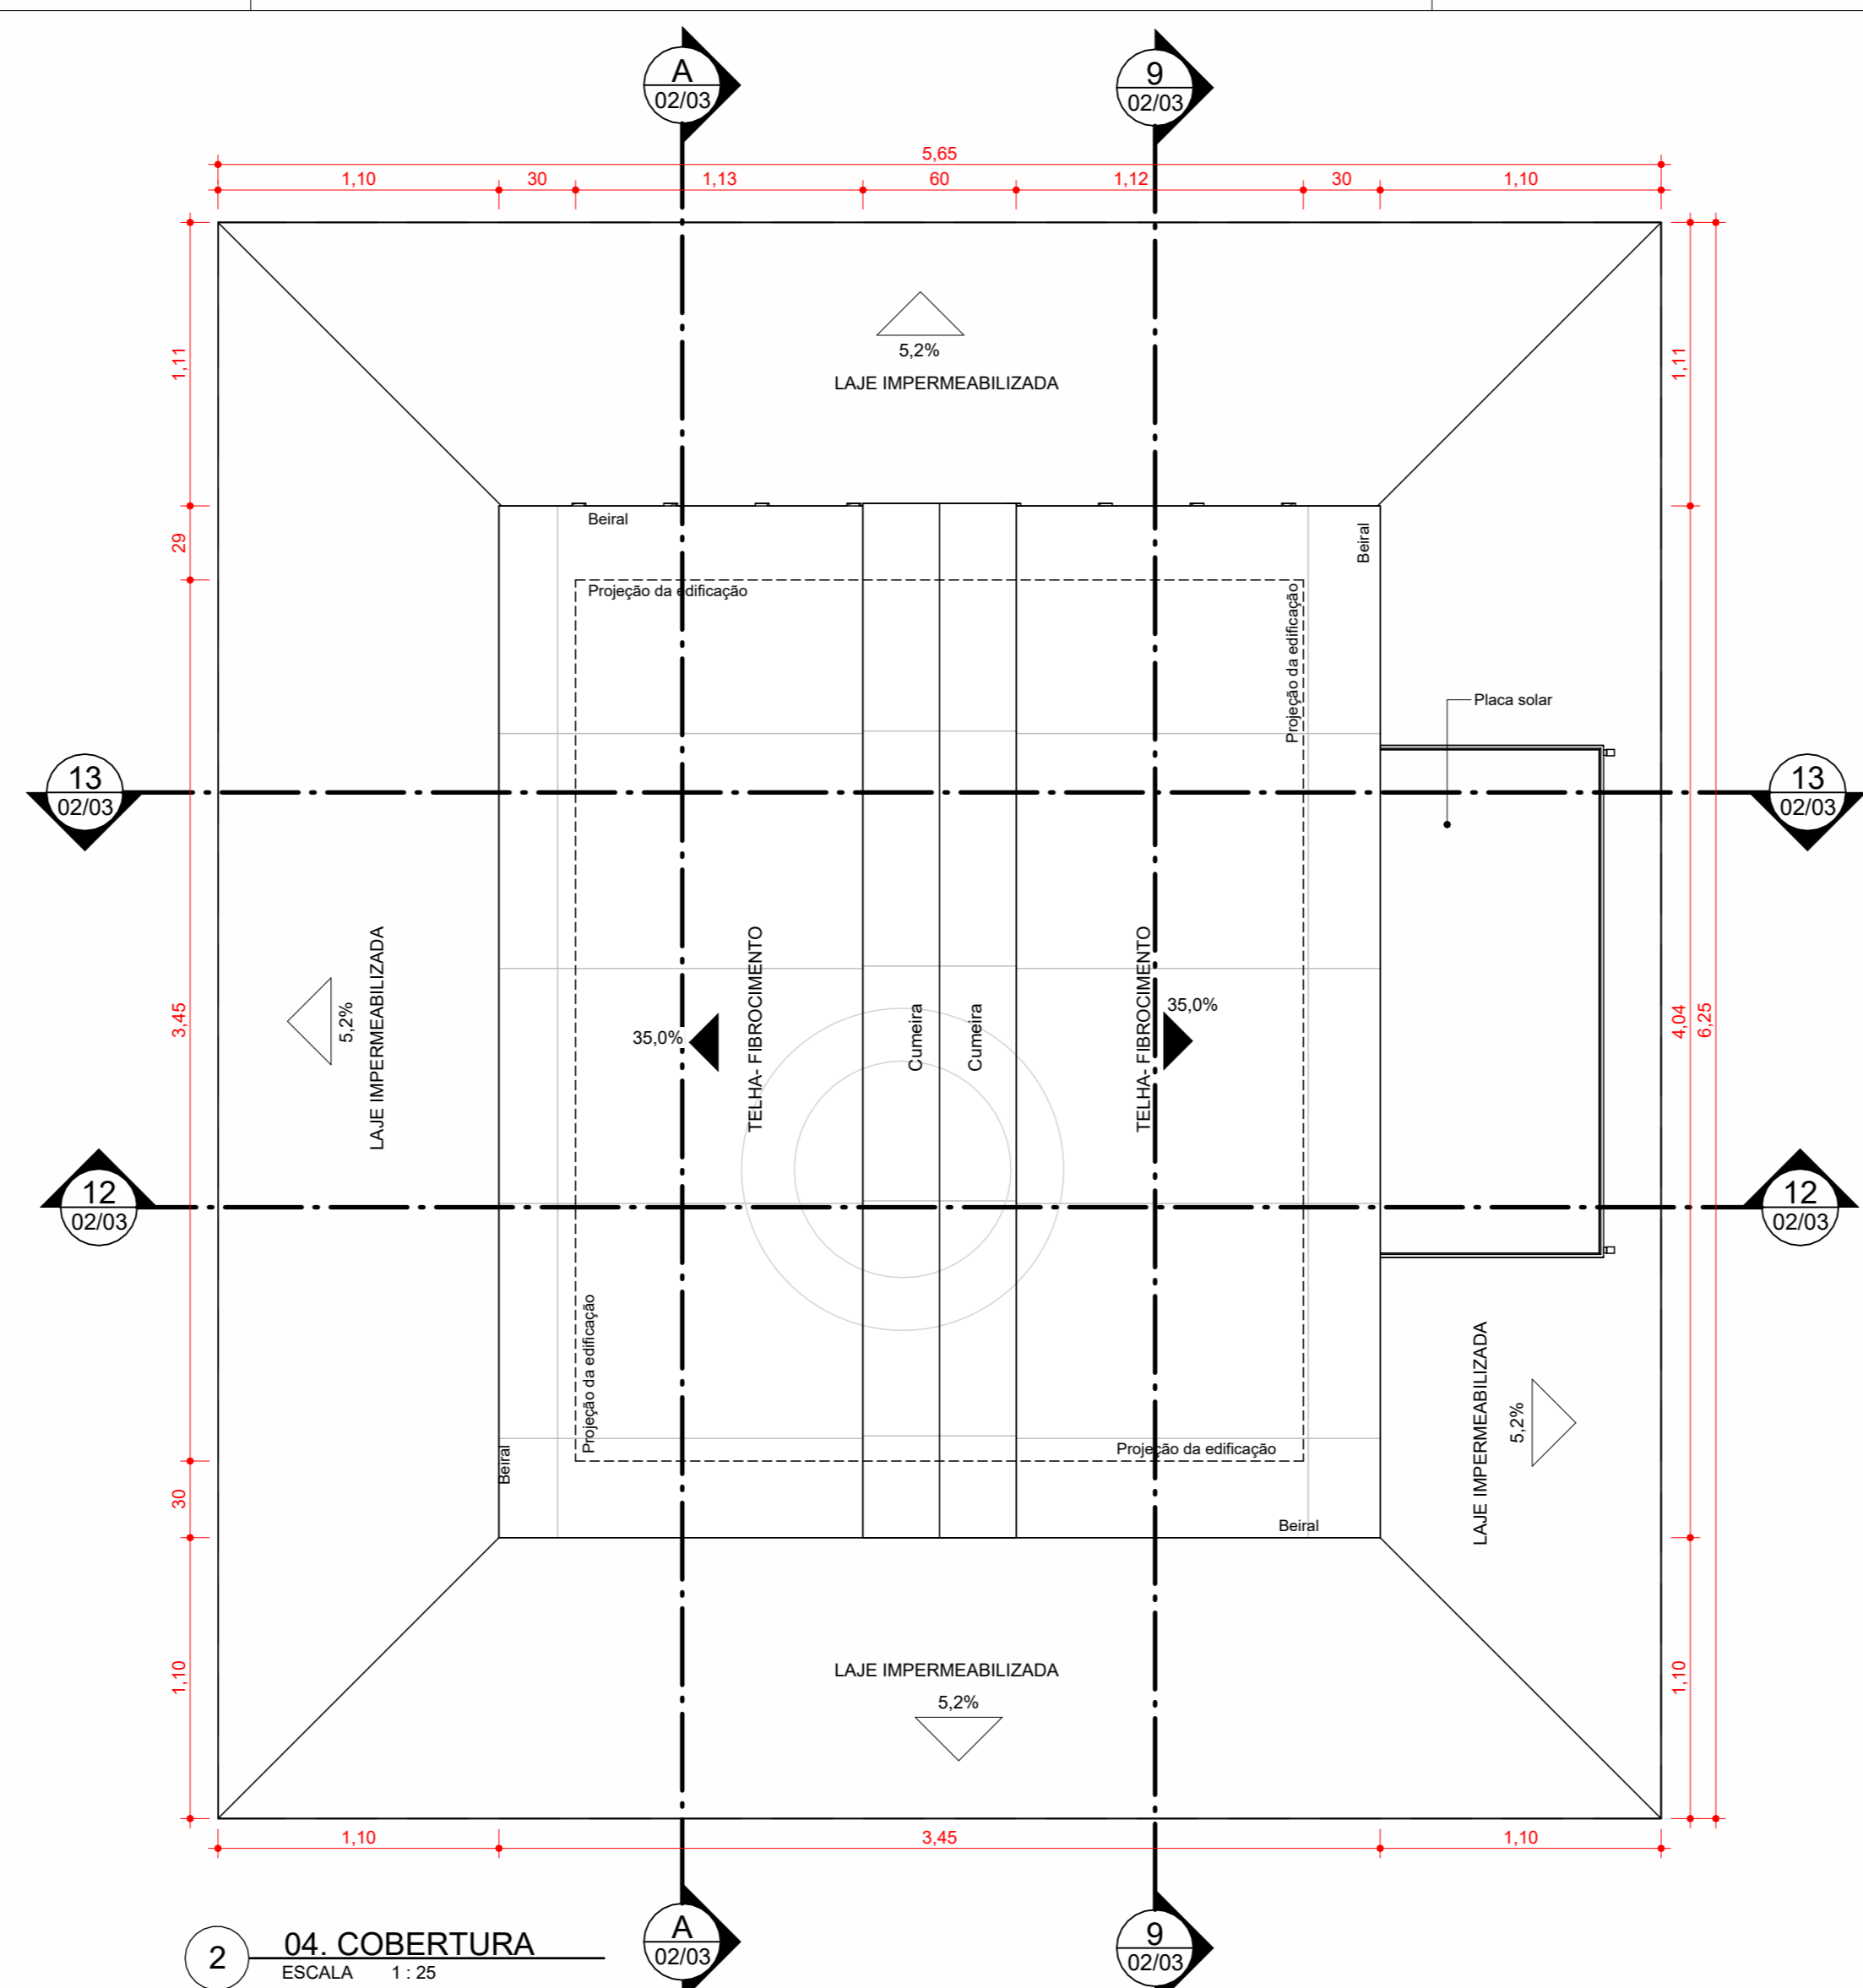 A
02/03
9
02/03
5,65
1,10
30
1,13
60
1,12
30
1,10
1,11
5,2%
LAJE IMPERMEABILIZADA
1,11
29
Beiral
Beiral
Projeção da edificação
Projeção da edificação
Placa solar
13
02/03
13
02/03
3,45
5,2%
LAJE IMPERMEABILIZADA
35,0%
TELHA- FIBROCIMENTO
Cumeira
Cumeira
TELHA- FIBROCIMENTO
35,0%
4,04
6,25
12
02/03
12
02/03
Projeção da edificação
LAJE IMPERMEABILIZADA
5,2%
Beiral
Projeção da edificação
30
Beiral
1,10
LAJE IMPERMEABILIZADA
5,2%
1,10
1,10
3,45
1,10
A
02/03
9
02/03
2
04. COBERTURA
ESCALA 1 : 25